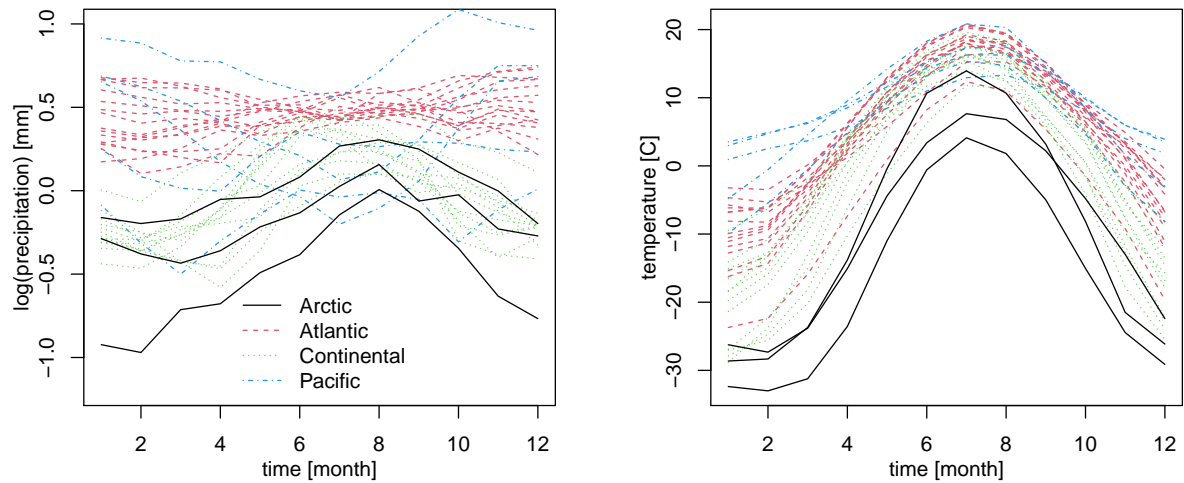 log(precipitation) [mm]
1.0
0.5
0.0
−0.5
−1.0
Arctic
Atlantic
Continental
Pacific
2 4 6 8 10 12
time [month]
temperature [C]
20
10
0
−10
−20
−30
2 4 6 8 10 12
time [month]